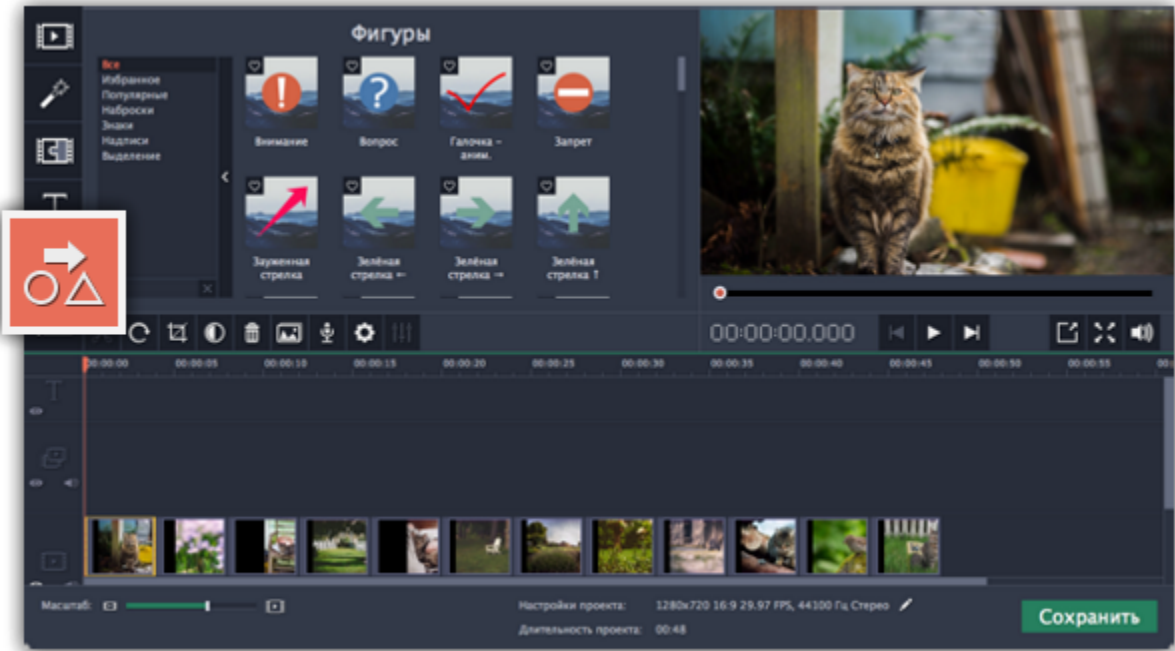 Фигуры
Все
Избранное
Популярные
Наброски
Знаки
Надписи
Выделение
Внимание
Вопрос
Галочка –
аним.
Запрет
Зауженная
стрелка
Зелёная
стрелка ←
Зелёная
стрелка →
Зелёная
стрелка ↑
00:00:00.000
00:00:00 00:00:05 00:00:10 00:00:15 00:00:20 00:00:25 00:00:30 00:00:35 00:00:40 00:00:45 00:00:50 00:00:55
Масштаб:
Настройки проекта: 1280x720 16:9 29.97 FPS, 44100 Гц Стерео
Длительность проекта: 00:48
Сохранить